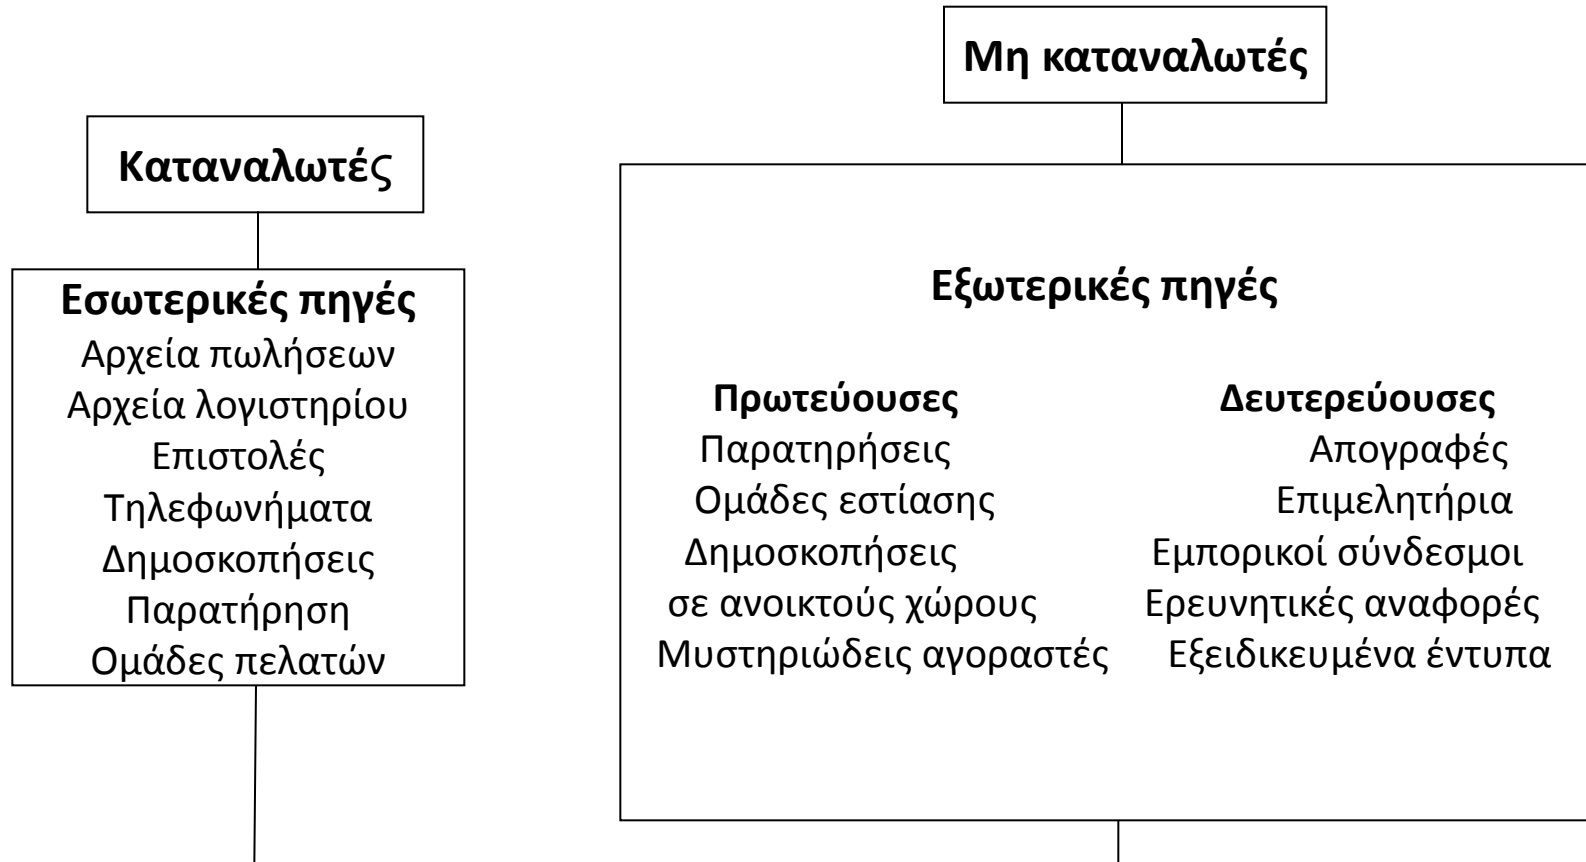 Μη καταναλωτές
Καταναλωτές
Εσωτερικές πηγές
Αρχεία πωλήσεων
Αρχεία λογιστηρίου
Επιστολές
Τηλεφωνήματα
Δημοσκοπήσεις
Παρατήρηση
Ομάδες πελατών
Εξωτερικές πηγές
Πρωτεύουσες
Παρατηρήσεις
Ομάδες εστίασης
Δημοσκοπήσεις
σε ανοικτούς χώρους
Μυστηριώδεις αγοραστές
Δευτερεύουσες
Απογραφές
Επιμελητήρια
Εμπορικοί σύνδεσμοι
Ερευνητικές αναφορές
Εξειδικευμένα έντυπα